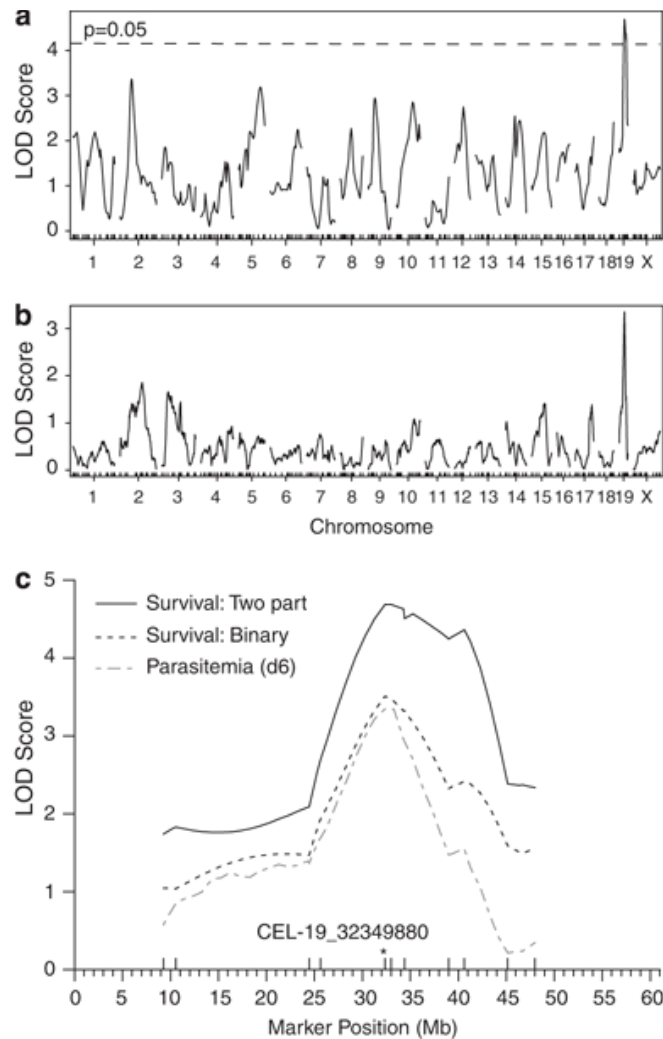 a
p=0.05
LOD Score
4
3
2
1
0
1 2 3 4 5 6 7 8 9 10 11 12 13 14 15 16 17 18 19 X
b
LOD Score
3
2
1
0
1 2 3 4 5 6 7 8 9 10 11 12 13 14 15 16 17 18 19 X
Chromosome
c
Survival: Two part
Survival: Binary
Parasitemia (d6)
LOD Score
5
4
3
2
1
0
CEL-19_32349880
*
0 5 10 15 20 25 30 35 40 45 50 55 60
Marker Position (Mb)